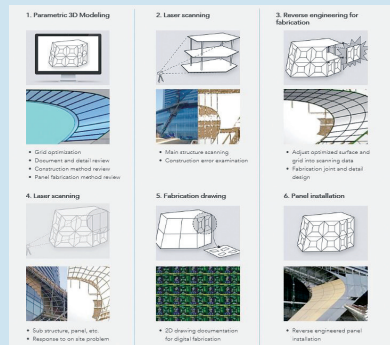 1. Parametric 3D Modeling
• Grid optimization
• Document and detail review
• Construction method review
• Panel fabrication method review
2. Laser scanning
• Main structure scanning
• Construction error examination
3. Reverse engineering for
fabrication
• Adjust optimized surface and
grid into scanning data
• Fabrication joint and detail
design
4. Laser scanning
• Sub structure, panel, etc.
• Response to on site problem
5. Fabrication drawing
• 2D drawing documentation
for digital fabrication
6. Panel installation
• Reverse engineered panel
installation